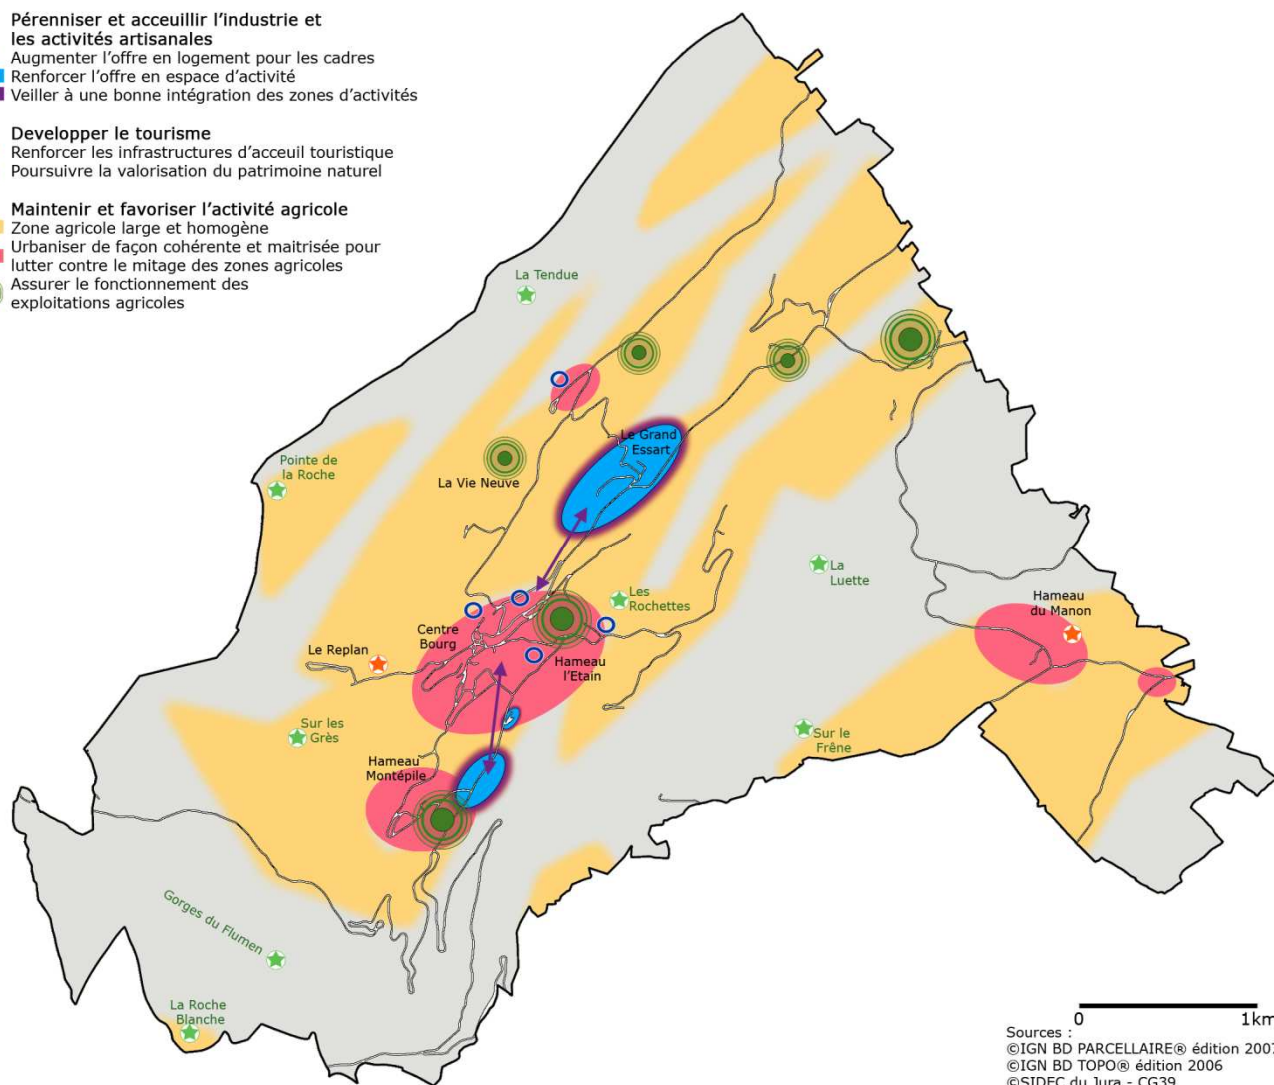 Pérenniser et acceuillir l'industrie et
les activités artisanales
Augmenter l'offre en logement pour les cadres
Renforcer l'offre en espace d'activité
Veiller à une bonne intégration des zones d'activités
Developper le tourisme
Renforcer les infrastructures d'acceuil touristique
Poursuivre la valorisation du patrimoine naturel
Maintenir et favoriser l'activité agricole
Zone agricole large et homogène
Urbaniser de façon cohérente et maitrisée pour
lutter contre le mitage des zones agricoles
Assurer le fonctionnement des
exploitations agricoles
La Tendue
Le Grand
Essart
Pointe de
la Roche
La Vie Neuve
La
Luette
Les
Rochettes
Hameau
du Manon
Centre
Bourg
Le Replan
Hameau
l'Etain
Sur les
Grès
Sur le
Frêne
Hameau
Montépile
Gorges du Flumen
La Roche
Blanche
0 1km
Sources :
©IGN BD PARCELLAIRE® édition 2007
©IGN BD TOPO® édition 2006
©SIDEC du Jura - CG39